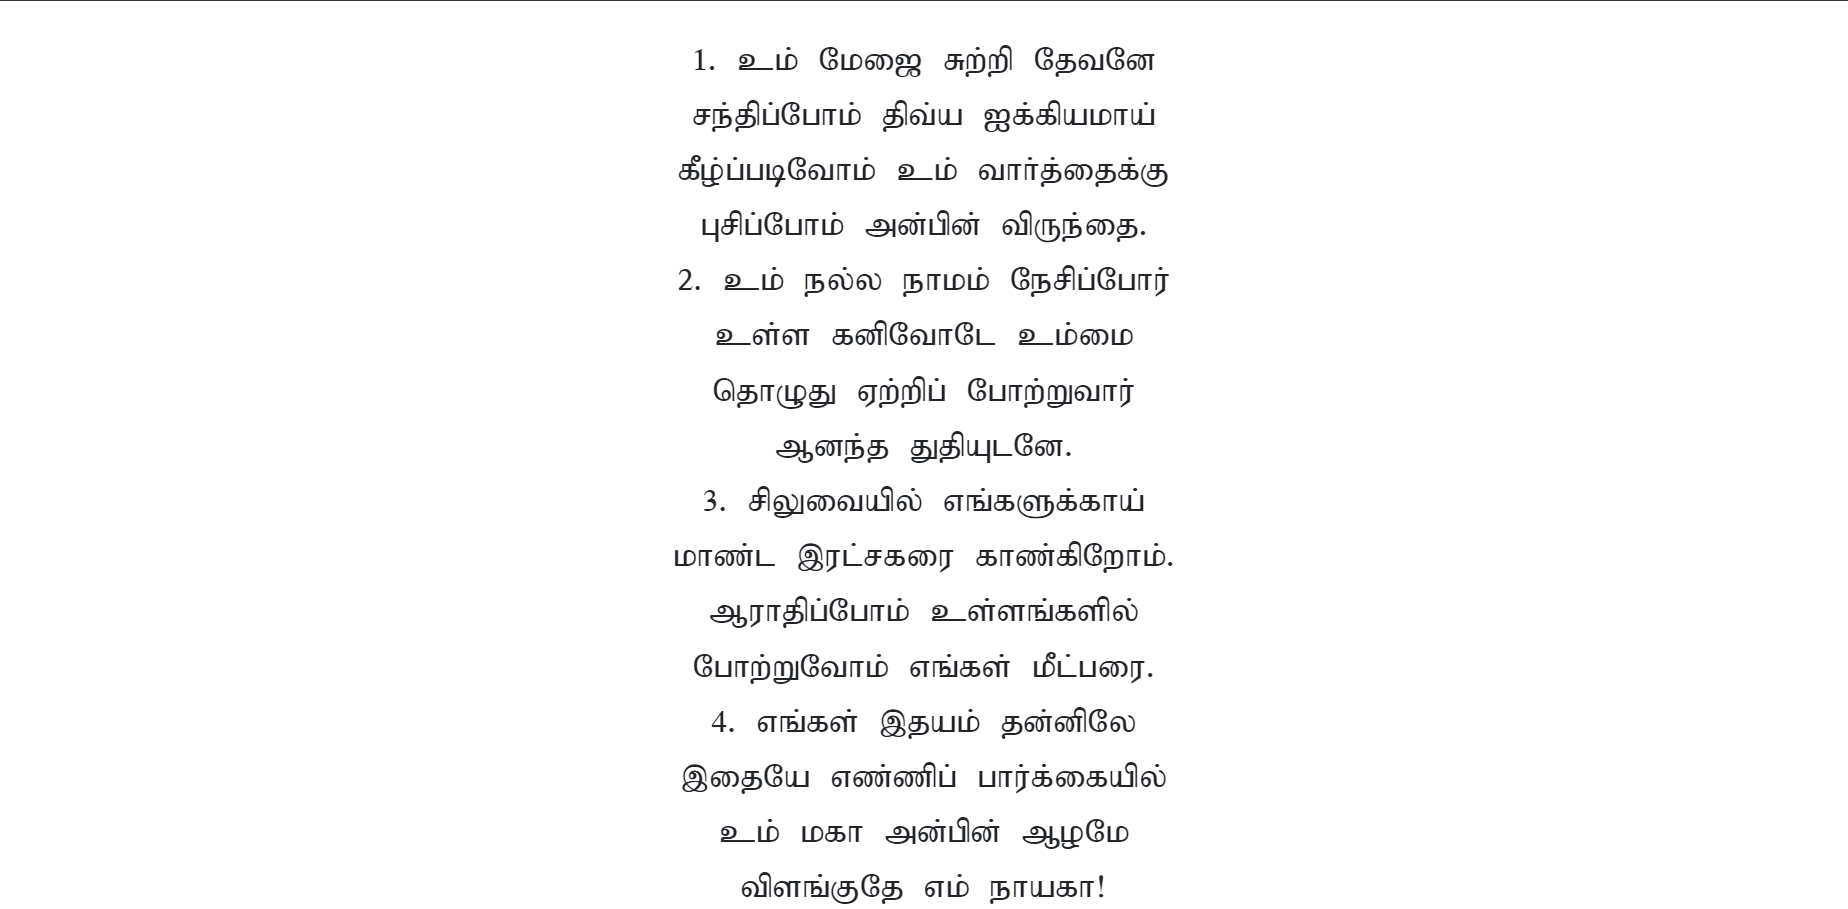 1. உம் மேஜை சுற்றி தேவனே
சந்திப்போம் திவ்ய ஐக்கியமாய்
கீழ்ப்படிவோம் உம் வார்த்தைக்கு
புசிப்போம் அன்பின் விருந்தை.
2. உம் நல்ல நாமம் நேசிப்போர்
உள்ள கனிவோடே உம்மை
தொழுது ஏற்றிப் போற்றுவார்
ஆனந்த துதியுடனே.
3. சிலுவையில் எங்களுக்காய்
மாண்ட இரட்சகரை காண்கிறோம்.
ஆராதிப்போம் உள்ளங்களில்
போற்றுவோம் எங்கள் மீட்பரை.
4. எங்கள் இதயம் தன்னிலே
இதையே எண்ணிப் பார்க்கையில்
உம் மகா அன்பின் ஆழமே
விளங்குதே எம் நாயகா!